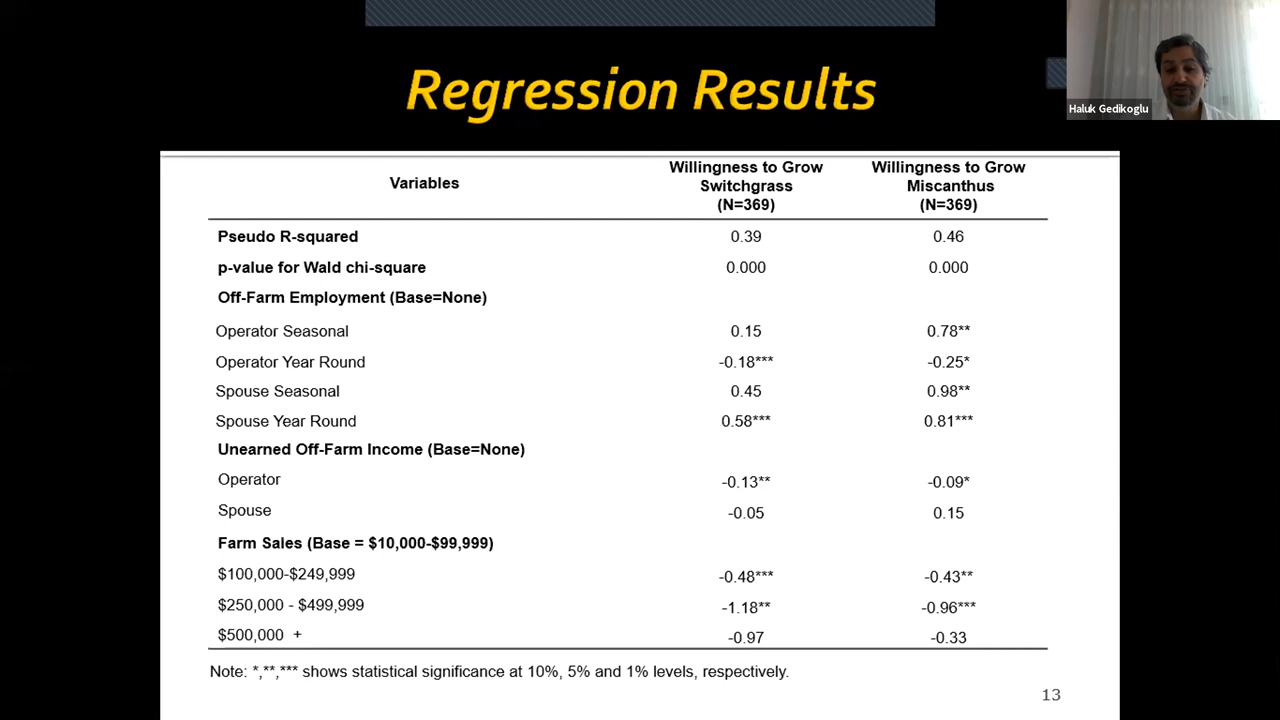 Regression Results
Haluk Gedikoglu
Variables Willingness to Grow Switchgrass (N=369) Willingness to Grow Miscanthus (N=369)
Pseudo R-squared 0.39 0.46
p-value for Wald chi-square 0.000 0.000
Off-Farm Employment (Base=None)
Operator Seasonal 0.15 0.78**
Operator Year Round -0.18*** -0.25*
Spouse Seasonal 0.45 0.98**
Spouse Year Round 0.58*** 0.81***
Unearned Off-Farm Income (Base=None)
Operator -0.13** -0.09*
Spouse -0.05 0.15
Farm Sales (Base = $10,000-$99,999)
$100,000-$249,999 -0.48*** -0.43**
$250,000 - $499,999 -1.18** -0.96***
$500,000 + -0.97 -0.33
Note: *,**,*** shows statistical significance at 10%, 5% and 1% levels, respectively.
13